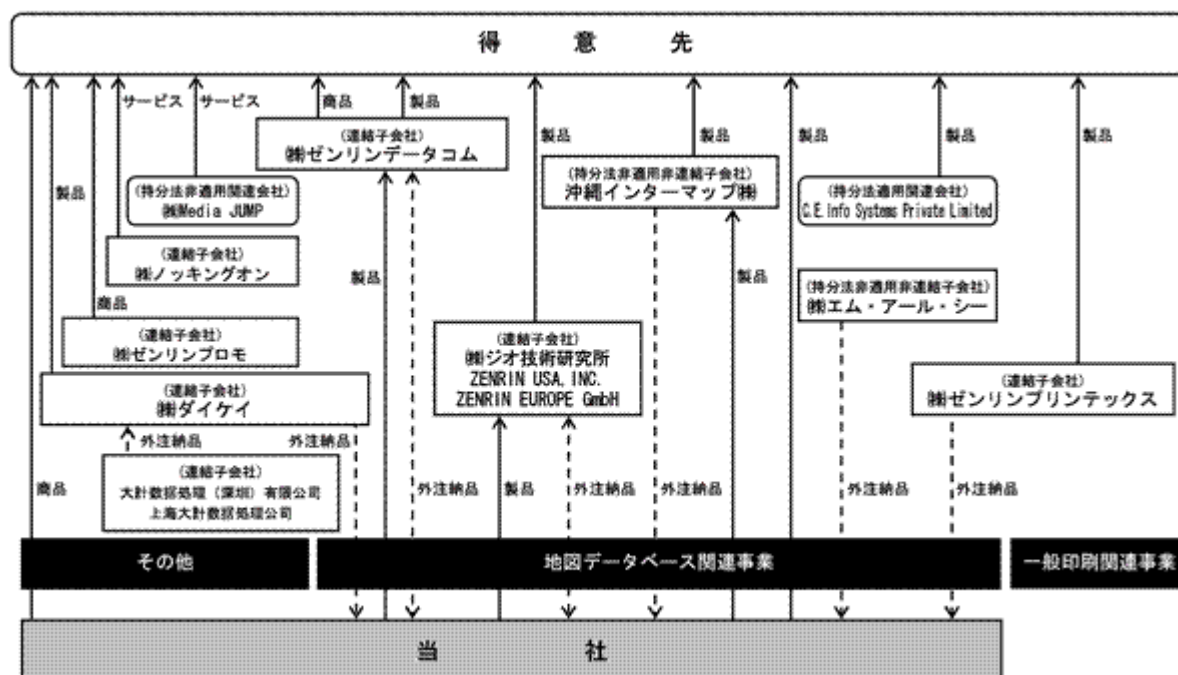 得意先
サービス
サービス
商品
製品
(連結子会社)
㈱ゼンリンデータコム
製品
製品
製品
製品
製品
製品
(持分法非適用関連会社)
㈱Media JUMP
(持分法非適用非連結子会社)
沖縄インターマップ㈱
(持分法適用関連会社)
C.E. Info Systems Private Limited
(連結子会社)
㈱ノッキングオン
製品
製品
(持分法非適用非連結子会社)
㈱エム・アール・シー
商品
(連結子会社)
㈱ゼンリンプロモ
(連結子会社)
㈱ジオ技術研究所
ZENRIN USA, INC.
ZENRIN EUROPE GmbH
(連結子会社)
㈱ダイケイ
(連結子会社)
㈱ゼンリンプリンテックス
外注納品
外注納品
(連結子会社)
大計数据処理（深圳）有限公司
上海大計数据処理公司
商品
外注納品
製品
外注納品
外注納品
外注納品
外注納品
その他
地図データベース関連事業
一般印刷関連事業
当社